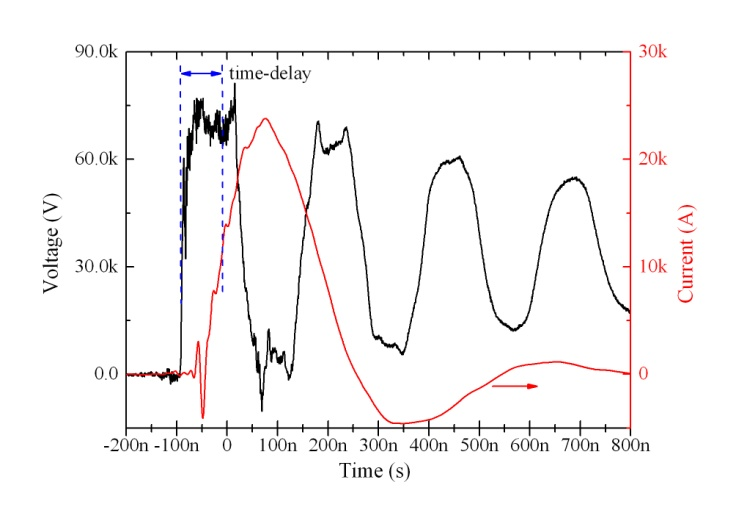 90.0k
60.0k
30.0k
0.0
Voltage (V)
time-delay
30k
20k
10k
0
Current (A)
-200n -100n 0 100n 200n 300n 400n 500n 600n 700n 800n
Time (s)